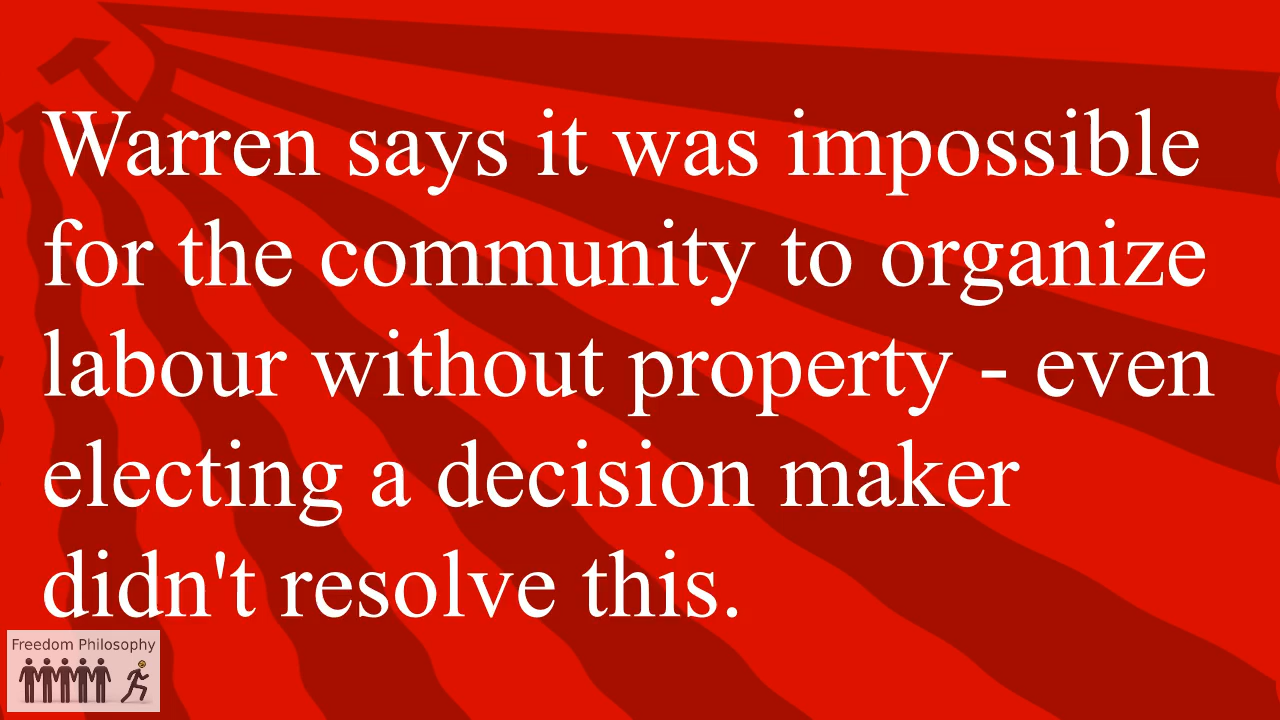 Warren says it was impossible
for the community to organize
labour without property - even
electing a decision maker
didn't resolve this.
Freedom Philosophy